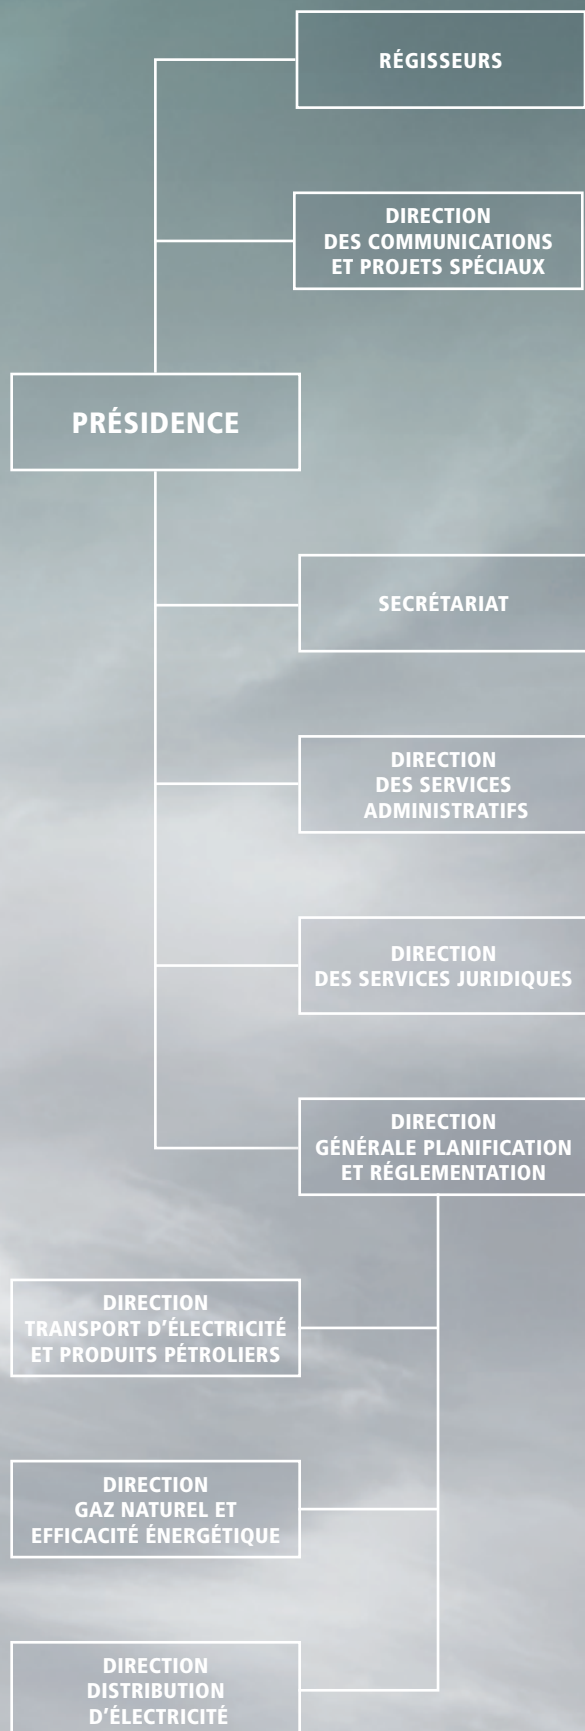 RÉGISSEURS
DIRECTION
DES COMMUNICATIONS
ET PROJETS SPÉCIAUX
PRÉSIDENCE
SECRÉTARIAT
DIRECTION
DES SERVICES
ADMINISTRATIFS
DIRECTION
DES SERVICES JURIDIQUES
DIRECTION
GÉNÉRALE PLANIFICATION
ET RÉGLEMENTATION
DIRECTION
TRANSPORT D’ÉLECTRICITÉ
ET PRODUITS PÉTROLIERS
DIRECTION
GAZ NATUREL ET
EFFICACITÉ ÉNERGÉTIQUE
DIRECTION
DISTRIBUTION
D’ÉLECTRICITÉ